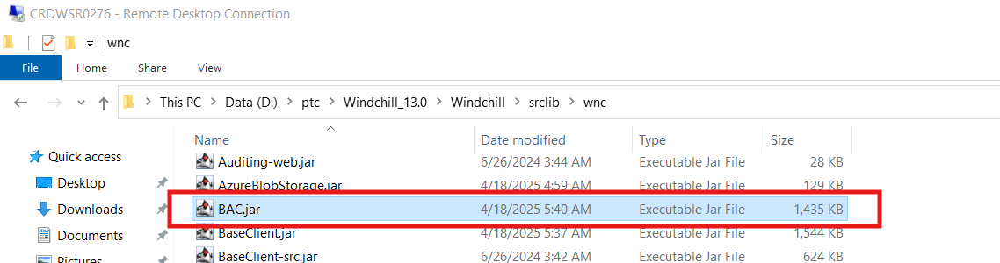 CRDWSR0276 - Remote Desktop Connection
wnc
File Home Share View
This PC > Data (D:) > ptc > Windchill_13.0 > Windchill > srclib > wnc
Name Date modified Type Size
Quick access Auditing-web.jar 6/26/2024 3:44 AM Executable Jar File 28 KB
Desktop AzureBlobStorage.jar 4/18/2025 4:59 AM Executable Jar File 129 KB
Downloads BAC.jar 4/18/2025 5:40 AM Executable Jar File 1,435 KB
Documents BaseClient.jar 4/18/2025 5:37 AM Executable Jar File 1,544 KB
Pictures BaseClient-src.jar 6/26/2024 3:42 AM Executable Jar File 624 KB